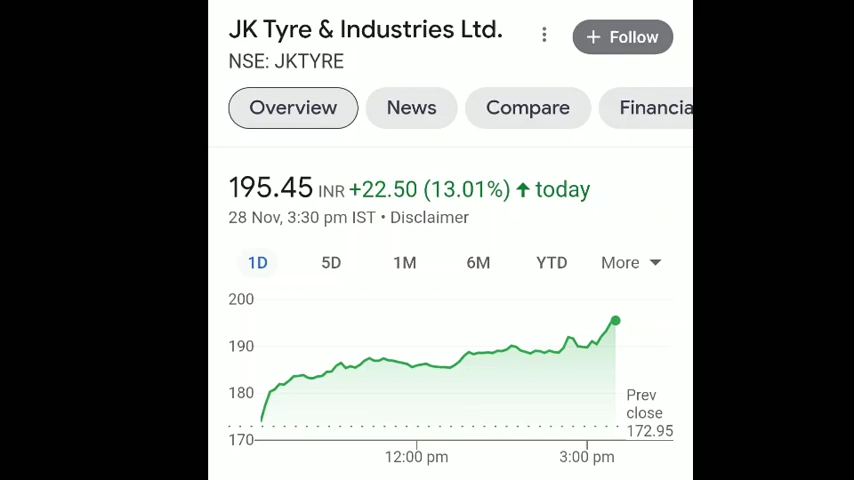 JK Tyre & Industries Ltd.
+ Follow
NSE: JKTYRE
Overview News Compare Financia
195.45 INR +22.50 (13.01%) ↑ today
28 Nov, 3:30 pm IST • Disclaimer
1D 5D 1M 6M YTD More
200
190
180
170
Prev
close
172.95
12:00 pm 3:00 pm